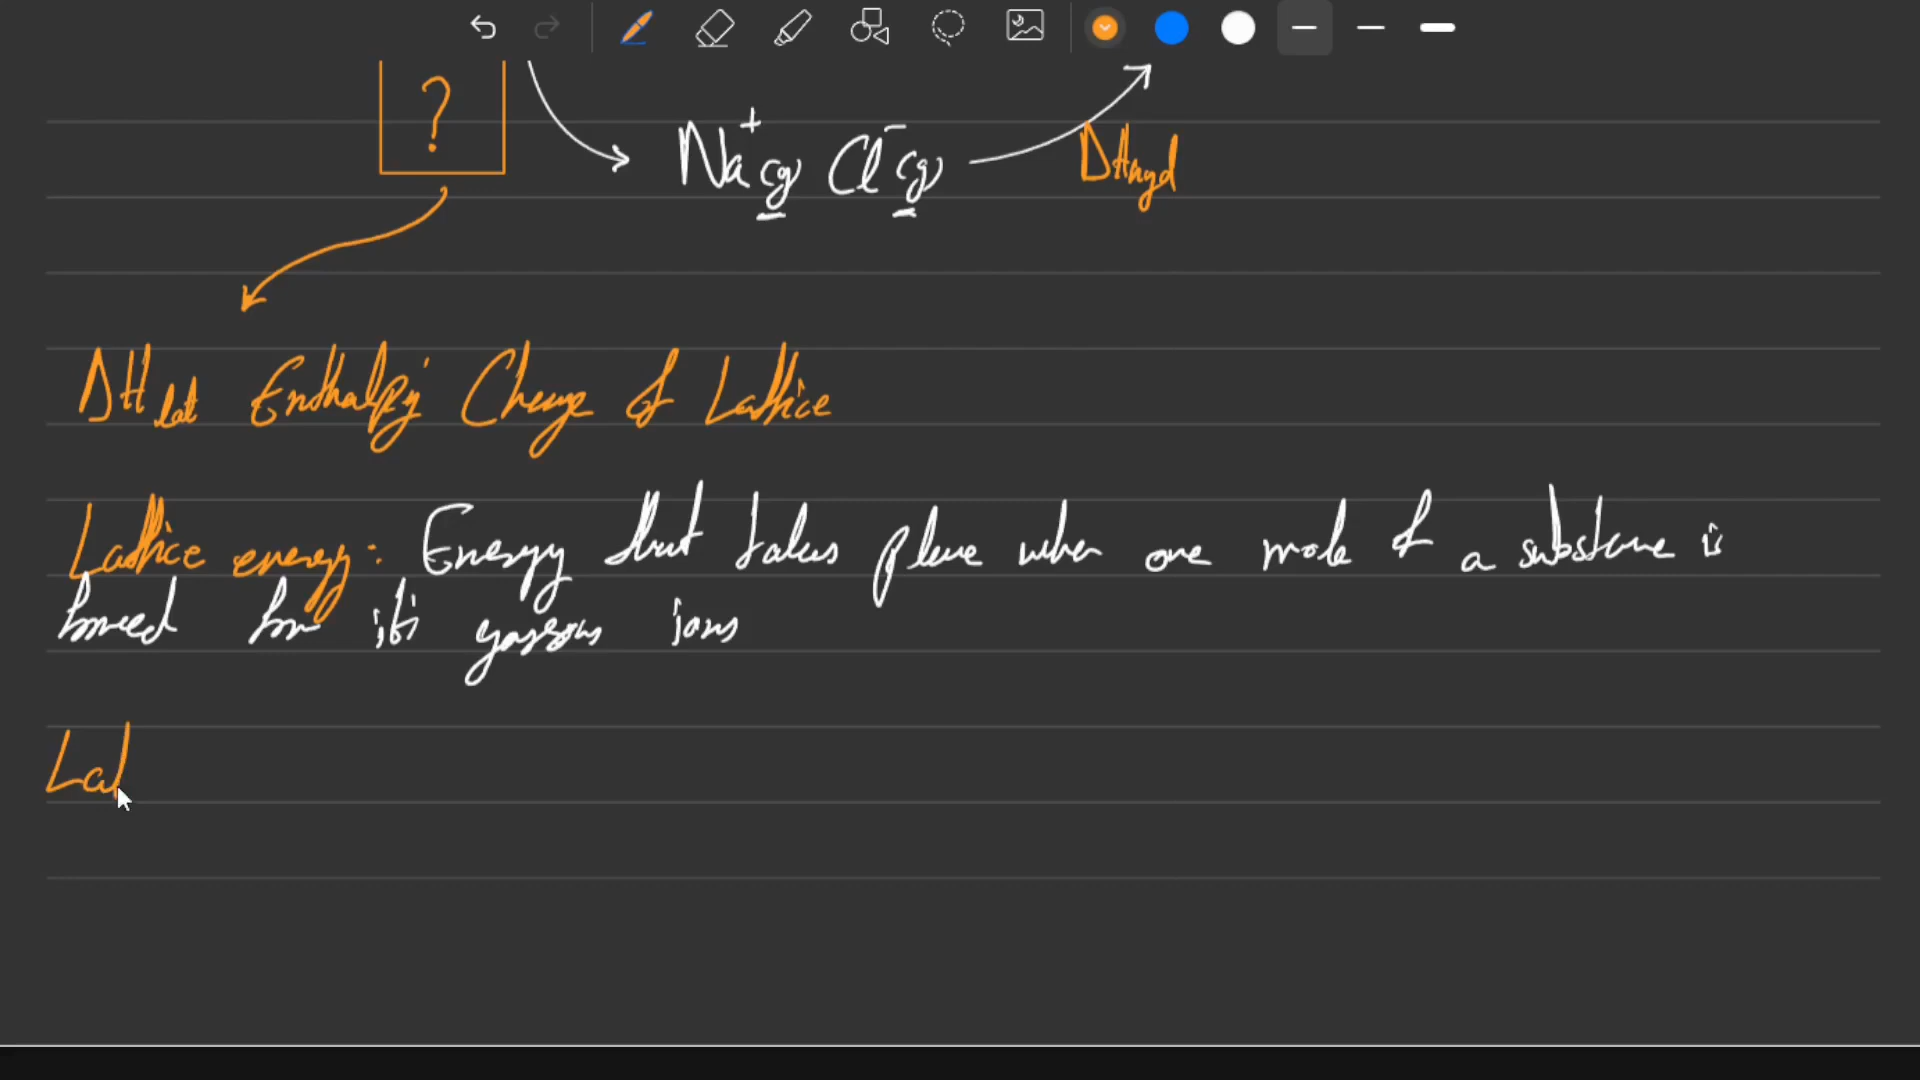 ?
Na⁺(g) Cl⁻(g)
ΔHhyd
ΔHlat Enthalpy Change of Lattice
Lattice energy: Energy that takes place when one mole of a substance is
formed from its gaseous ions
Lat